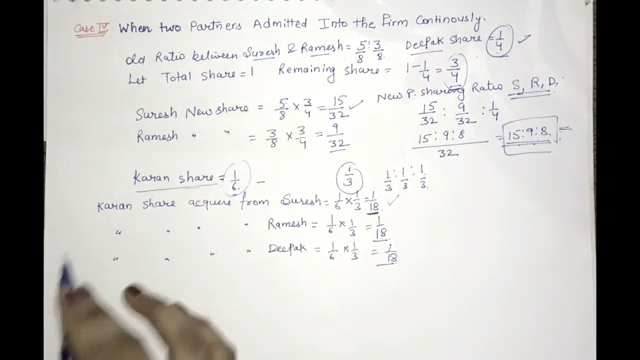 Case IV When two Partners Admitted Into the Firm Continously.
Old Ratio between Suresh & Ramesh = 5/8 : 3/8 Deepak Share = 1/4
Let Total Share = 1 Remaining share = 1 - 1/4 = 3/4
New P. sharing Ratio S, R, D.
Suresh New share = 5/8 × 3/4 = 15/32
15/32 : 9/32 : 1/4
Ramesh " " = 3/8 × 3/4 = 9/32
15:9:8/32 = 15:9:8. =
Karan share = 1/6. 1/3 1/3 : 1/3 : 1/3.
Karan share acquire from Suresh = 1/6 × 1/3 = 1/18
" " " " Ramesh = 1/6 × 1/3 = 1/18
" " " " Deepak = 1/6 × 1/3 = 1/18